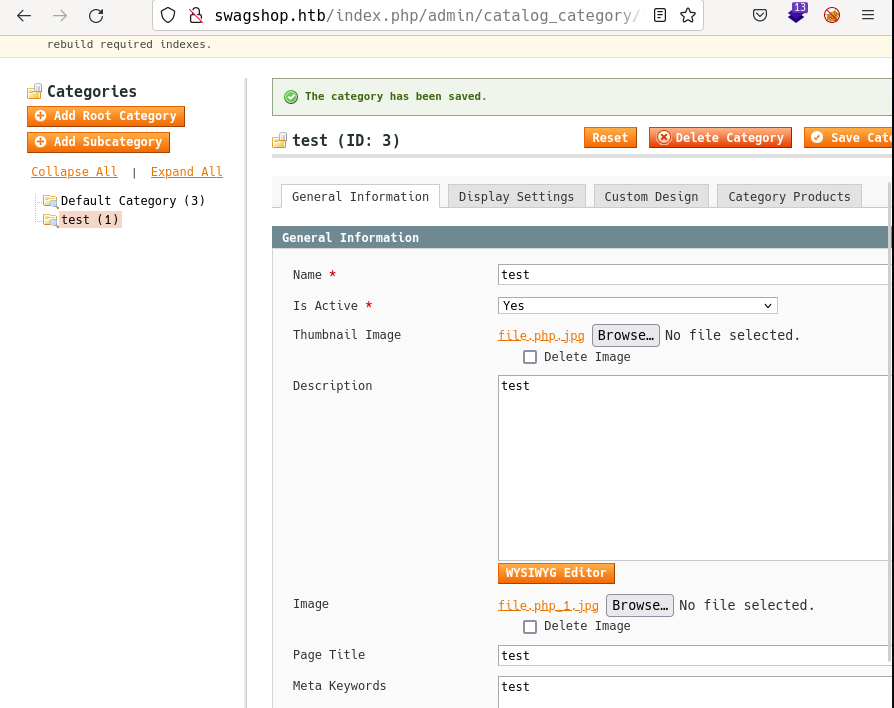 swagshop.htb/index.php/admin/catalog_category/
13
rebuild required indexes.
Categories
Add Root Category
Add Subcategory
Collapse All | Expand All
Default Category (3)
test (1)
The category has been saved.
test (ID: 3)
Reset
Delete Category
Save Cate
General Information
Display Settings
Custom Design
Category Products
General Information
Name *
test
Is Active *
Yes
Thumbnail Image
file.php.jpg Browse… No file selected.
Delete Image
Description
test
WYSIWYG Editor
Image
file.php_1.jpg Browse… No file selected.
Delete Image
Page Title
test
Meta Keywords
test